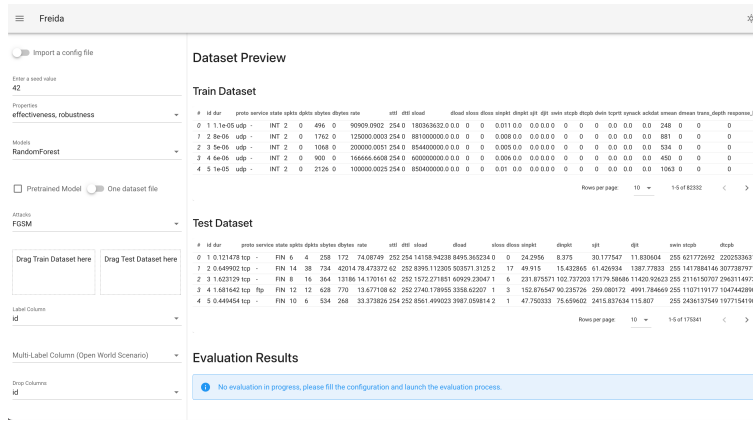 Freida
Import a config file
Enter a seed value
42
Properties
effectiveness, robustness
Models
RandomForest
Pretrained Model
One dataset file
Attacks
FGSM
Drag Train Dataset here
Drag Test Dataset here
Label Column
id
Multi-Label Column (Open World Scenario)
Drop Columns
id
Dataset Preview
Train Dataset
# id dur proto service state spkts dpkts sbytes dbytes rate sttl dttl sload dload sloss dloss sinpkt dinpkt sjit djit swin stcpb dtcpb dwin tcprtt synack ackdat smean dmean trans_depth response_
0 1 1.1e-05 udp - INT 2 0 496 0 90909.0902 254 0 180363632.0 0.0 0 0 0.011 0.0 0.0 0.0 0 0 0 0 0.0 0.0 0.0 248 0 0
1 2 8e-06 udp - INT 2 0 1762 0 125000.0003 254 0 881000000.0 0.0 0 0 0.008 0.0 0.0 0.0 0 0 0 0 0.0 0.0 0.0 881 0 0
2 3 5e-06 udp - INT 2 0 1068 0 200000.0051 254 0 854400000.0 0.0 0 0 0.005 0.0 0.0 0.0 0 0 0 0 0.0 0.0 0.0 534 0 0
3 4 6e-06 udp - INT 2 0 900 0 166666.6608 254 0 600000000.0 0.0 0 0 0.006 0.0 0.0 0.0 0 0 0 0 0.0 0.0 0.0 450 0 0
4 5 1e-05 udp - INT 2 0 2126 0 100000.0025 254 0 850400000.0 0.0 0 0 0.01 0.0 0.0 0.0 0 0 0 0 0.0 0.0 0.0 1063 0 0
Rows per page: 10 1-5 of 82332
Test Dataset
# id dur proto service state spkts dpkts sbytes dbytes rate sttl dttl sload dload sloss dloss sinpkt dinpkt sjit djit swin stcpb dtcpb
0 1 0.121478 tcp - FIN 6 4 258 172 74.08749 252 254 14158.94238 8495.365234 0 0 24.2956 8.375 30.177547 11.830604 255 621772692 220253363
1 2 0.649902 tcp - FIN 14 38 734 42014 78.473372 62 252 8395.112305 503571.3125 2 17 49.915 15.432865 61.426934 1387.77833 255 1417884146 307738797
2 3 1.623129 tcp - FIN 8 16 364 13186 14.170161 62 252 1572.271851 60929.23047 1 6 231.875571 102.737203 17179.58686 11420.92623 255 2116150707 296311497
3 4 1.681642 tcp ftp FIN 12 12 628 770 13.677108 62 252 2740.178955 3358.62207 1 3 152.876547 90.235726 259.080172 4991.784669 255 1107119177 104744289
4 5 0.449454 tcp - FIN 10 6 534 268 33.373826 254 252 8561.499023 3987.059814 2 1 47.750333 75.659602 2415.837634 115.807 255 2436137549 197715419
Rows per page: 10 1-5 of 175341
Evaluation Results
No evaluation in progress, please fill the configuration and launch the evaluation process.